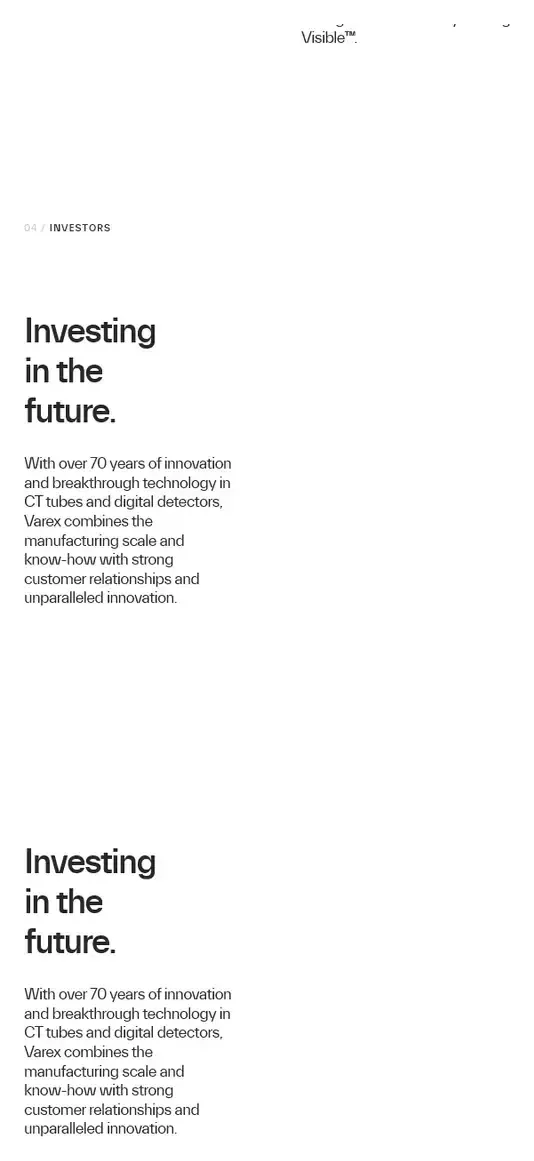 Visible™.
04 / INVESTORS
Investing
in the
future.
With over 70 years of innovation
and breakthrough technology in
CT tubes and digital detectors,
Varex combines the
manufacturing scale and
know-how with strong
customer relationships and
unparalleled innovation.
Investing
in the
future.
With over 70 years of innovation
and breakthrough technology in
CT tubes and digital detectors,
Varex combines the
manufacturing scale and
know-how with strong
customer relationships and
unparalleled innovation.